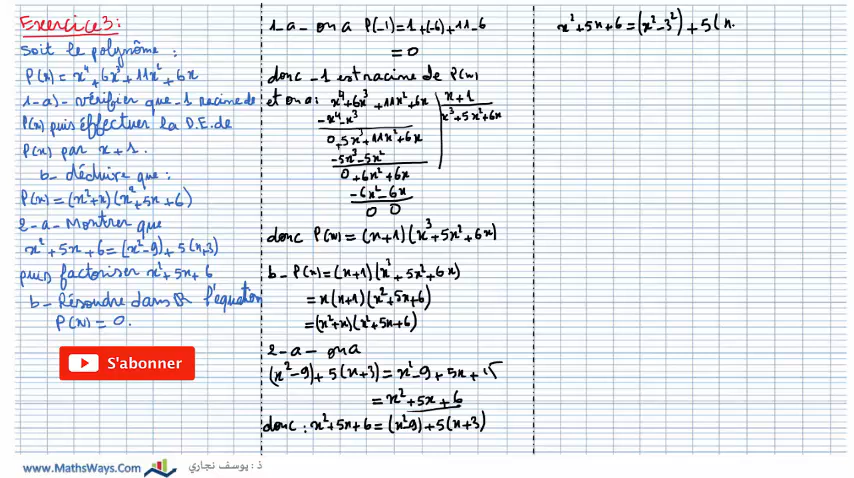 Exercice 3:
Soit le polynôme :
P(x) = x⁴ + 6x³ + 11x² + 6x
1-a)- vérifier que -1 racine de
P(x) puis éffectuer la D.E. de
P(x) par x + 1.
b- déduire que :
P(x) = (x² + x)(x² + 5x + 6)
2-a- Montrer que
x² + 5x + 6 = (x² - 9) + 5(x + 3)
puis factoriser x² + 5x + 6
b- Résoudre dans ℝ l'equation
P(x) = 0.
S'abonner
www.MathsWays.Com
ذ : يوسف نجاري
1-a- on a P(-1) = 1 + (-6) + 11 - 6
= 0
donc -1 est racine de P(x)
et on a : x⁴ + 6x³ + 11x² + 6x | x + 1
-x⁴ - x³ | x³ + 5x² + 6x
0 + 5x³ + 11x² + 6x
-5x³ - 5x²
0 + 6x² + 6x
-6x² - 6x
0 0
donc P(x) = (x + 1)(x³ + 5x² + 6x)
b- P(x) = (x + 1)(x³ + 5x² + 6x)
= x(x + 1)(x² + 5x + 6)
= (x² + x)(x² + 5x + 6)
2-a- on a
(x² - 9) + 5(x + 3) = x² - 9 + 5x + 15
= x² + 5x + 6
donc : x² + 5x + 6 = (x² - 9) + 5(x + 3)
x² + 5x + 6 = (x² - 3²) + 5(x